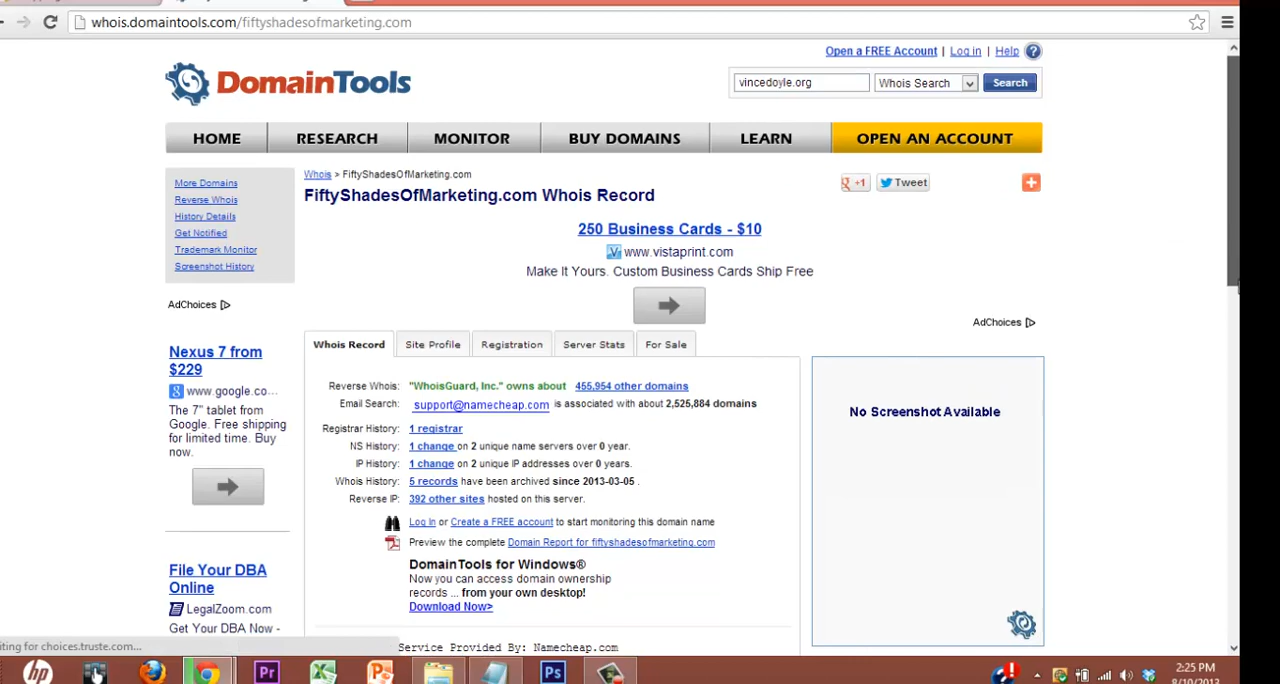 whois.domaintools.com/fiftyshadesofmarketing.com
Open a FREE Account | Log in | Help ?
DomainTools
vincedoyle.org Whois Search Search
HOME RESEARCH MONITOR BUY DOMAINS LEARN OPEN AN ACCOUNT
More Domains
Reverse Whois
History Details
Get Notified
Trademark Monitor
Screenshot History
AdChoices
Nexus 7 from
$229
www.google.co...
The 7" tablet from
Google. Free shipping
for limited time. Buy
now.
File Your DBA
Online
LegalZoom.com
Get Your DBA Now -
Whois > FiftyShadesOfMarketing.com
FiftyShadesOfMarketing.com Whois Record
+1 Tweet
250 Business Cards - $10
www.vistaprint.com
Make It Yours. Custom Business Cards Ship Free
AdChoices
Whois Record Site Profile Registration Server Stats For Sale
Reverse Whois: "WhoisGuard, Inc." owns about 455,954 other domains
Email Search: support@namecheap.com is associated with about 2,525,884 domains
Registrar History: 1 registrar
NS History: 1 change on 2 unique name servers over 0 year.
IP History: 1 change on 2 unique IP addresses over 0 years.
Whois History: 5 records have been archived since 2013-03-05 .
Reverse IP: 392 other sites hosted on this server.
Log In or Create a FREE account to start monitoring this domain name
Preview the complete Domain Report for fiftyshadesofmarketing.com
DomainTools for Windows®
Now you can access domain ownership
records ... from your own desktop!
Download Now>
Service Provided By: Namecheap.com
No Screenshot Available
iting for choices.truste.com...
hp Pr Ps
2:25 PM
8/10/2013